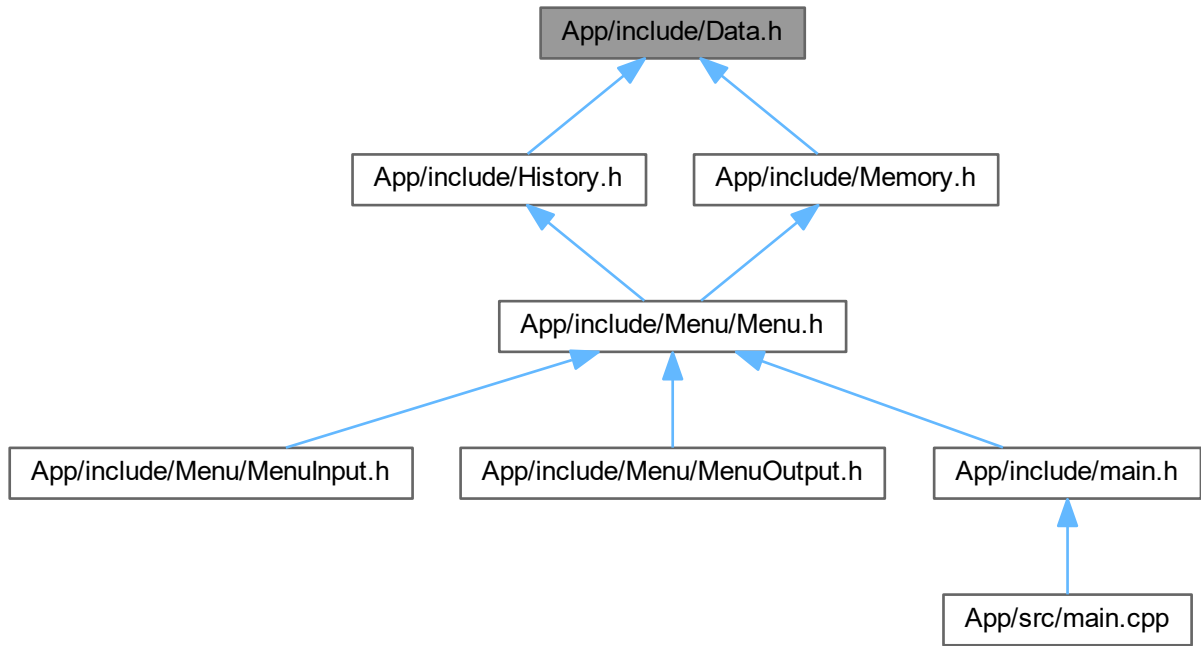 App/include/Data.h
App/include/History.h
App/include/Memory.h
App/include/Menu/Menu.h
App/include/Menu/MenuInput.h
App/include/Menu/MenuOutput.h
App/include/main.h
App/src/main.cpp